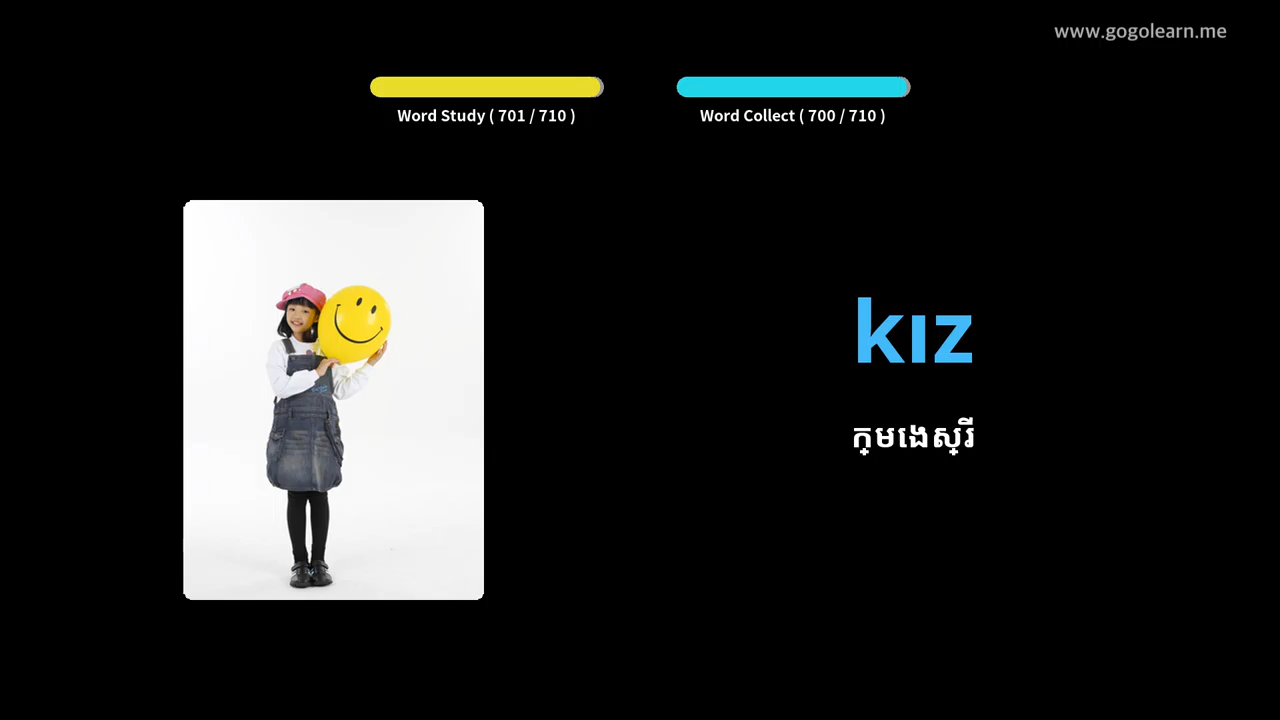 www.gogolearn.me
Word Study ( 701 / 710 )
Word Collect ( 700 / 710 )
kız
ក្មេងស្រី